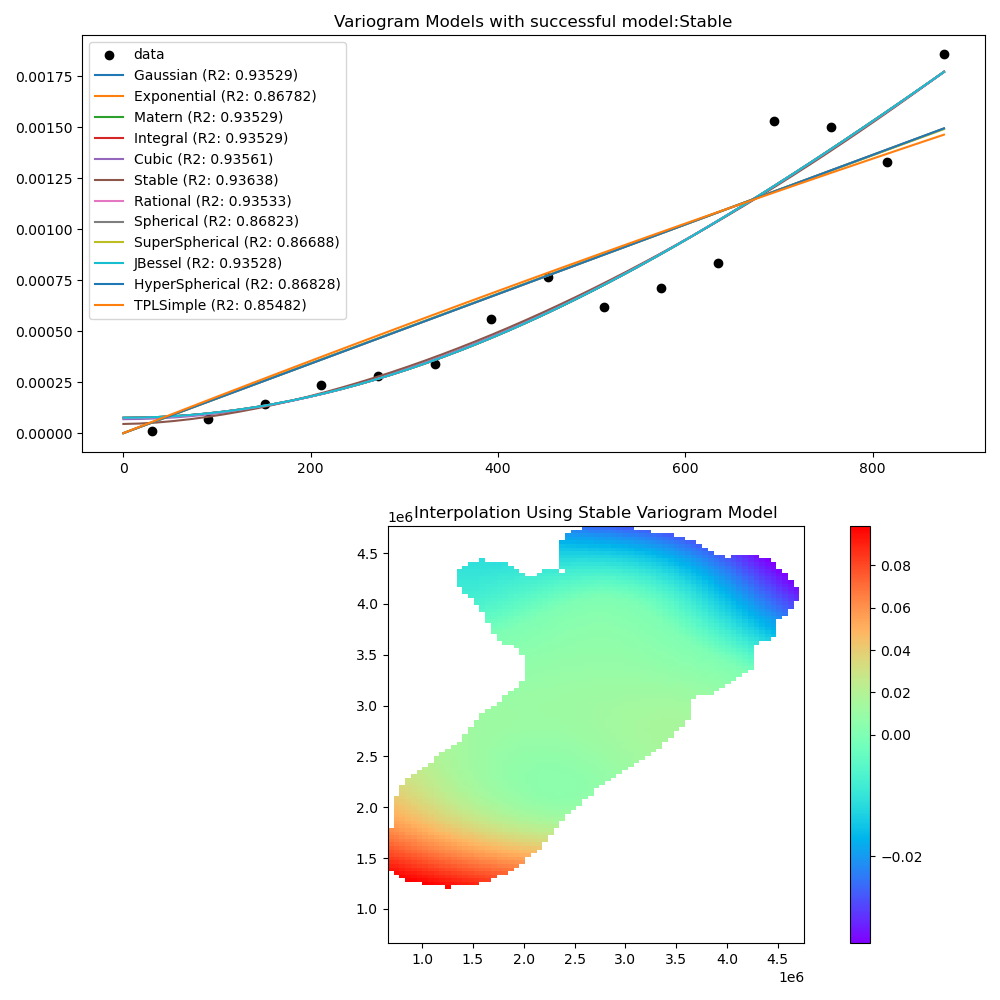 Variogram Models with successful model:Stable
data
Gaussian (R2: 0.93529)
Exponential (R2: 0.86782)
Matern (R2: 0.93529)
Integral (R2: 0.93529)
Cubic (R2: 0.93561)
Stable (R2: 0.93638)
Rational (R2: 0.93533)
Spherical (R2: 0.86823)
SuperSpherical (R2: 0.86688)
JBessel (R2: 0.93528)
HyperSpherical (R2: 0.86828)
TPLSimple (R2: 0.85482)
0.00175
0.00150
0.00125
0.00100
0.00075
0.00050
0.00025
0.00000
0 200 400 600 800
Interpolation Using Stable Variogram Model
1e6
4.5
4.0
3.5
3.0
2.5
2.0
1.5
1.0
1.0 1.5 2.0 2.5 3.0 3.5 4.0 4.5
1e6
0.08
0.06
0.04
0.02
0.00
−0.02